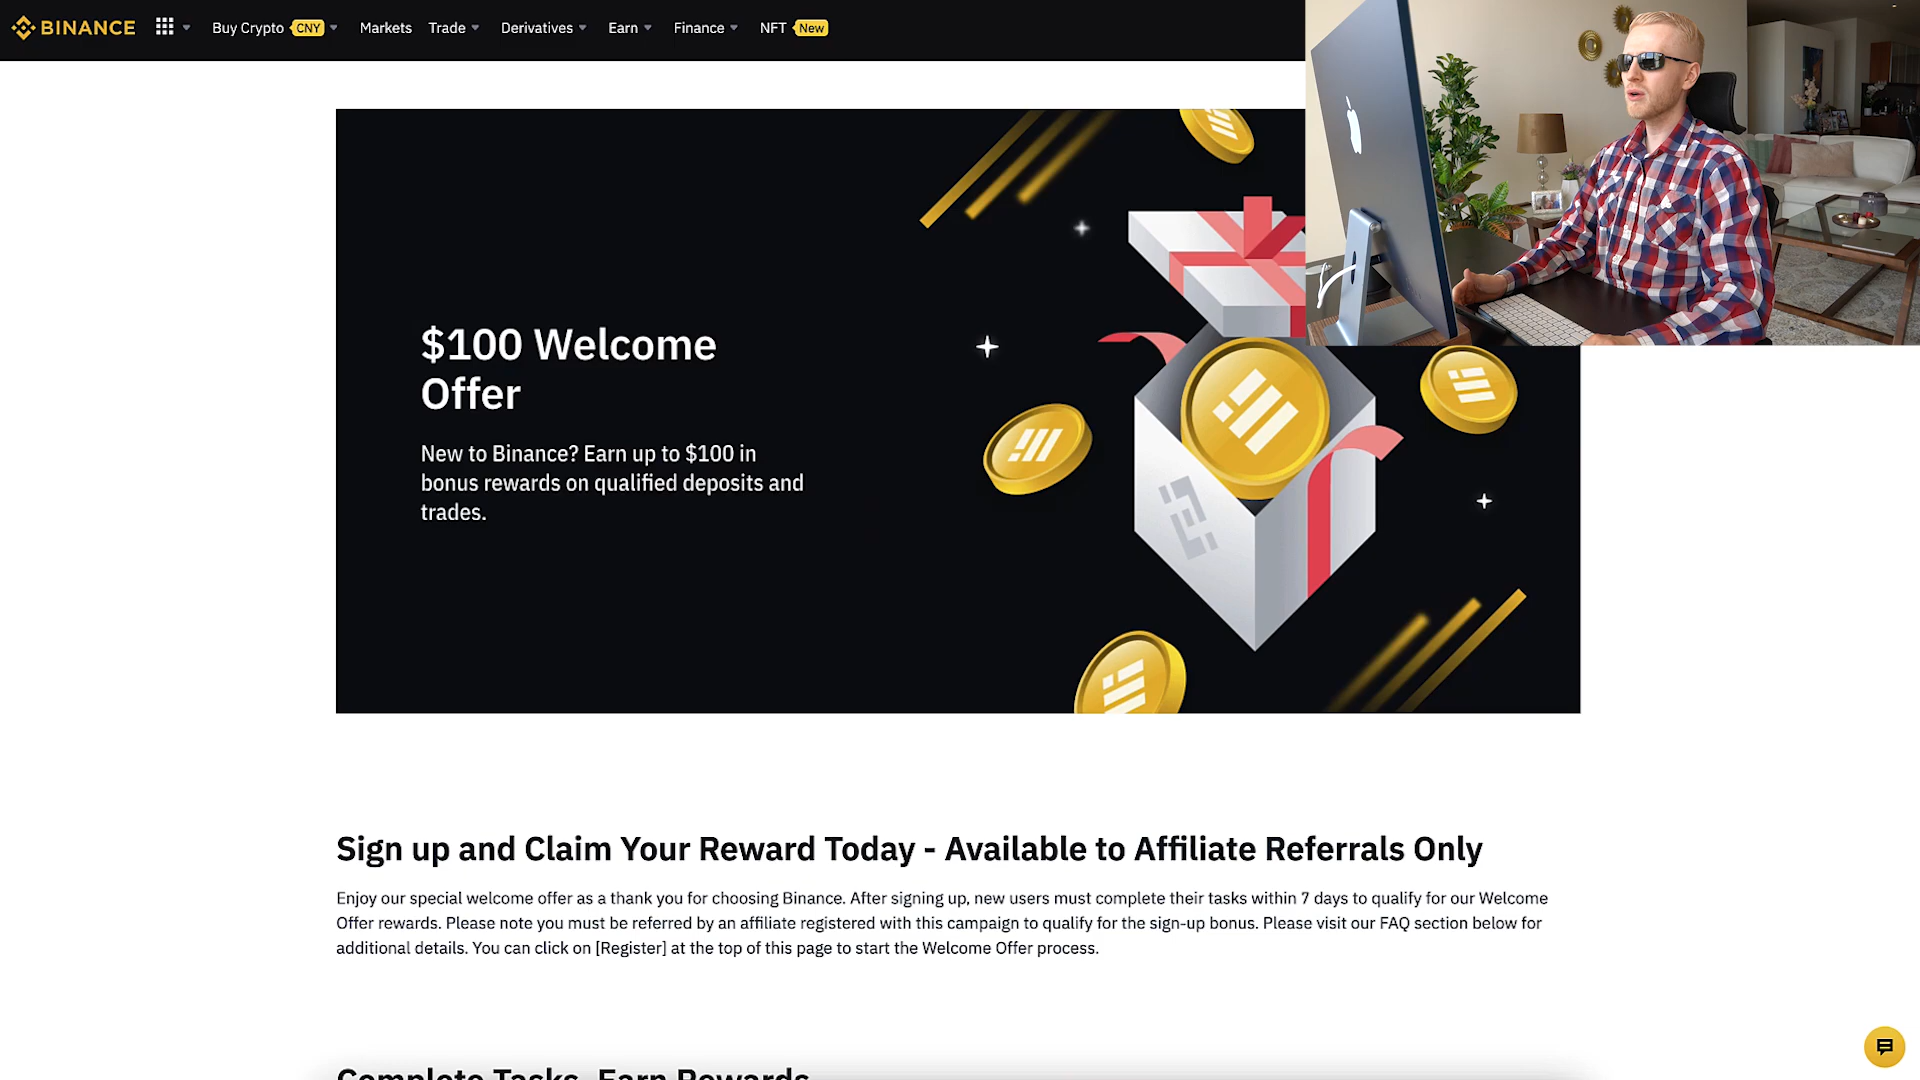 BINANCE Buy Crypto CNY Markets Trade Derivatives Earn Finance NFT New
$100 Welcome
Offer
New to Binance? Earn up to $100 in
bonus rewards on qualified deposits and
trades.
Sign up and Claim Your Reward Today - Available to Affiliate Referrals Only
Enjoy our special welcome offer as a thank you for choosing Binance. After signing up, new users must complete their tasks within 7 days to qualify for our Welcome
Offer rewards. Please note you must be referred by an affiliate registered with this campaign to qualify for the sign-up bonus. Please visit our FAQ section below for
additional details. You can click on [Register] at the top of this page to start the Welcome Offer process.
Complete Tasks, Earn Rewards